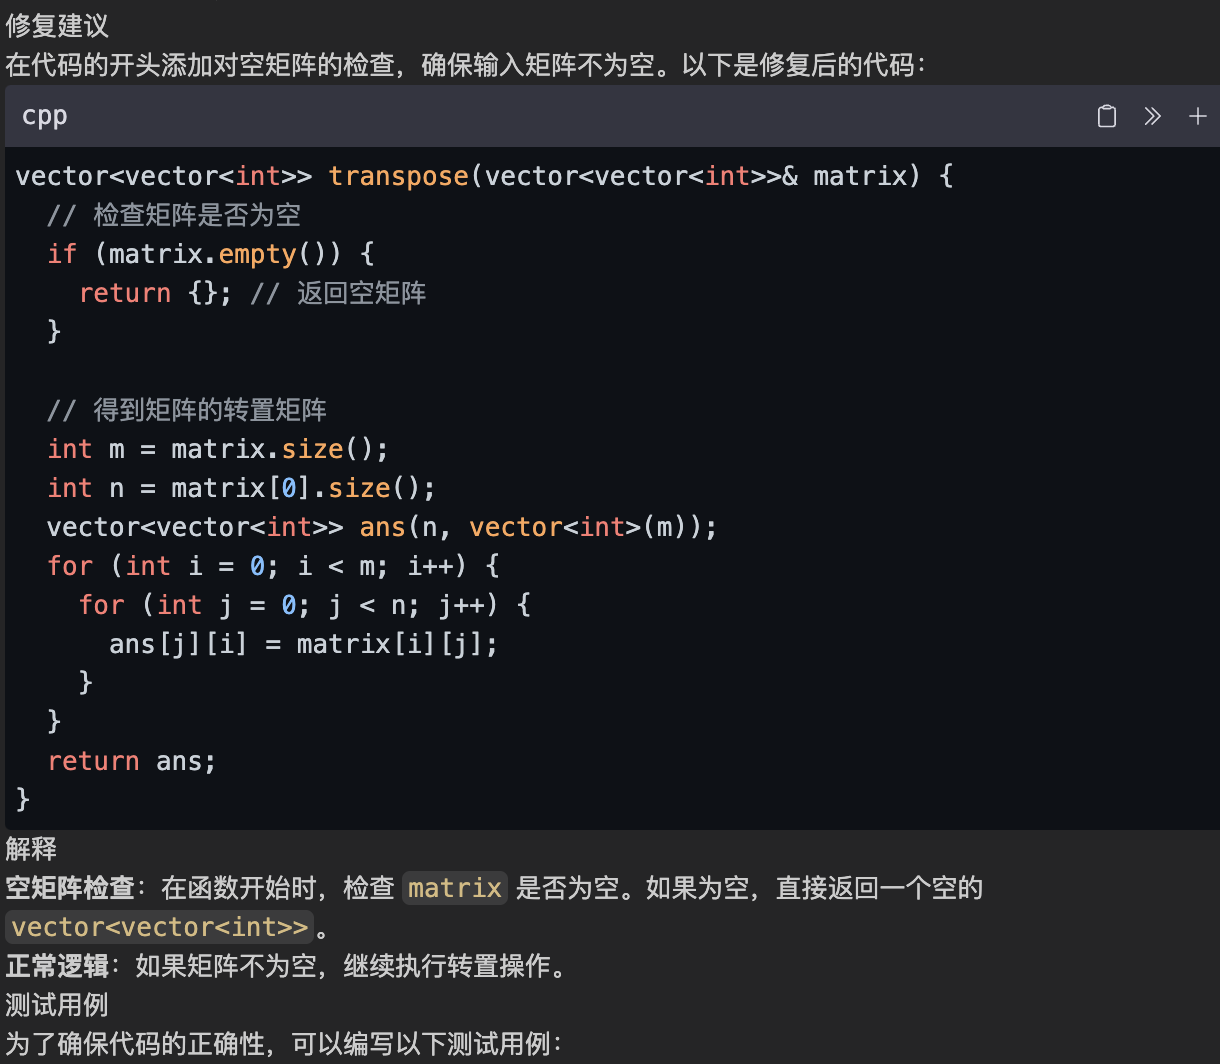 修复建议
在代码的开头添加对空矩阵的检查，确保输入矩阵不为空。以下是修复后的代码：
cpp
vector<vector<int>> transpose(vector<vector<int>>& matrix) {
  // 检查矩阵是否为空
  if (matrix.empty()) {
    return {}; // 返回空矩阵
  }

  // 得到矩阵的转置矩阵
  int m = matrix.size();
  int n = matrix[0].size();
  vector<vector<int>> ans(n, vector<int>(m));
  for (int i = 0; i < m; i++) {
    for (int j = 0; j < n; j++) {
      ans[j][i] = matrix[i][j];
    }
  }
  return ans;
}
解释
空矩阵检查：在函数开始时，检查 matrix 是否为空。如果为空，直接返回一个空的
vector<vector<int>>。
正常逻辑：如果矩阵不为空，继续执行转置操作。
测试用例
为了确保代码的正确性，可以编写以下测试用例：